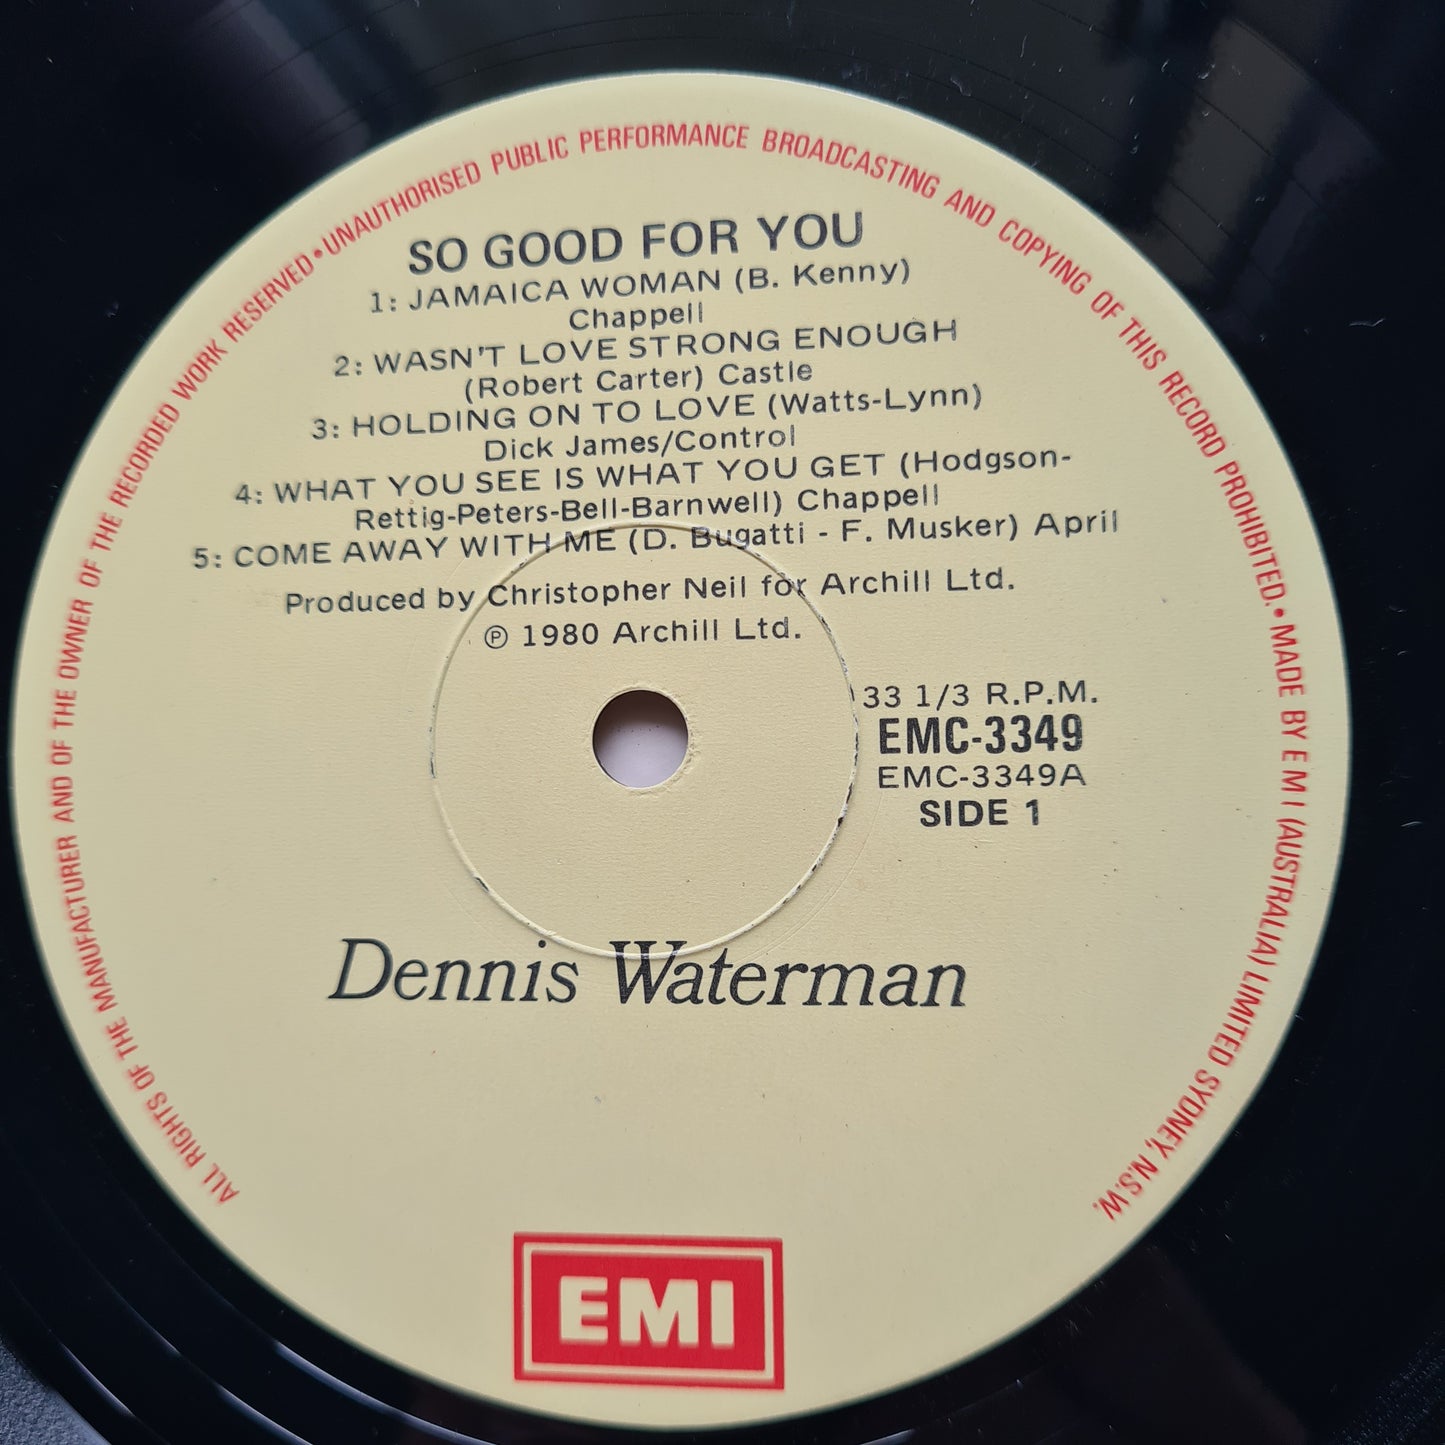 ALL RIGHTS OF THE MANUFACTURER AND OF THE OWNER OF THE RECORDED WORK RESERVED • UNAUTHORISED PUBLIC PERFORMANCE BROADCASTING AND COPYING OF THIS RECORD PROHIBITED. • MADE BY E M I (AUSTRALIA) LIMITED SYDNEY, N.S.W.
SO GOOD FOR YOU
1: JAMAICA WOMAN (B. Kenny)
Chappell
2: WASN'T LOVE STRONG ENOUGH
(Robert Carter) Castle
3: HOLDING ON TO LOVE (Watts-Lynn)
Dick James/Control
4: WHAT YOU SEE IS WHAT YOU GET (Hodgson-
Rettig-Peters-Bell-Barnwell) Chappell
5: COME AWAY WITH ME (D. Bugatti - F. Musker) April
Produced by Christopher Neil for Archill Ltd.
℗ 1980 Archill Ltd.
33 1/3 R.P.M.
EMC-3349
EMC-3349A
SIDE 1
Dennis Waterman
EMI